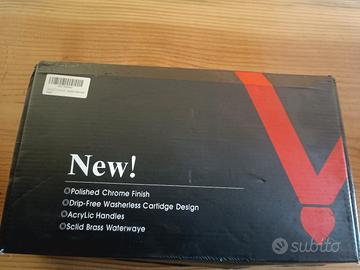 New!
Polished Chrome Finish
Drip-Free Washerless Cartidge Design
AcryLic Handles
Solid Brass Waterwaye
subito